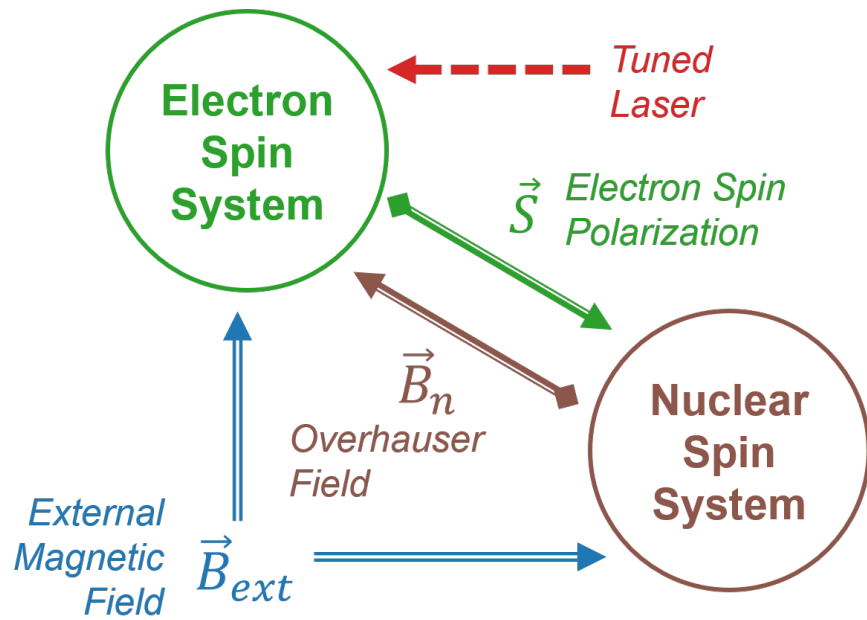 Electron
Spin
System
Tuned
Laser
S⃗
Electron Spin
Polarization
B⃗ₙ
Overhauser
Field
Nuclear
Spin
System
External
Magnetic
Field
B⃗ₑₓₜ